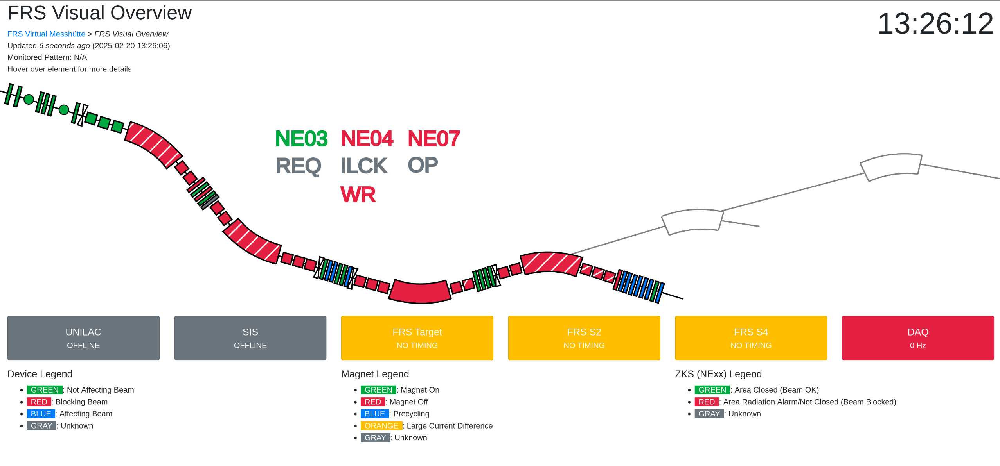 FRS Visual Overview
13:26:12
FRS Virtual Messhütte > FRS Visual Overview
Updated 6 seconds ago (2025-02-20 13:26:06)
Monitored Pattern: N/A
Hover over element for more details
NE03 NE04 NE07
REQ ILCK OP
WR
UNILAC
OFFLINE
SIS
OFFLINE
FRS Target
NO TIMING
FRS S2
NO TIMING
FRS S4
NO TIMING
DAQ
0 Hz
Device Legend
GREEN : Not Affecting Beam
RED : Blocking Beam
BLUE : Affecting Beam
GRAY : Unknown
Magnet Legend
GREEN : Magnet On
RED : Magnet Off
BLUE : Precycling
ORANGE : Large Current Difference
GRAY : Unknown
ZKS (NExx) Legend
GREEN : Area Closed (Beam OK)
RED : Area Radiation Alarm/Not Closed (Beam Blocked)
GRAY : Unknown